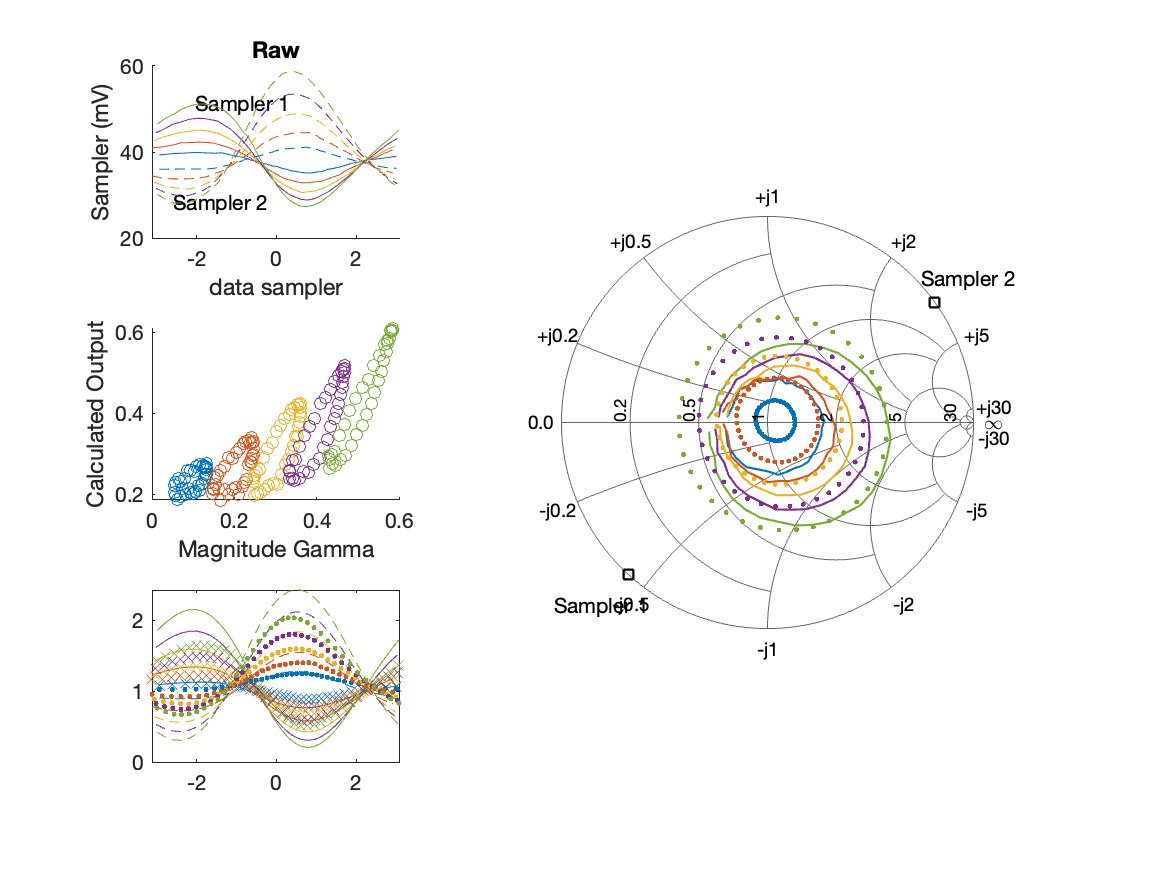 Raw
60
40
20
Sampler (mV)
Sampler 1
Sampler 2
-2
0
2
data sampler
0.6
0.4
0.2
Calculated Output
0
0.2
0.4
0.6
Magnitude Gamma
2
1
0
-2
0
2
+j1
+j0.5
+j2
Sampler 2
+j0.2
+j5
0.0
0.2
0.5
1
2
5
30
+j30
∞
-j30
-j0.2
-j5
Sampler 1
-j0.5
-j2
-j1